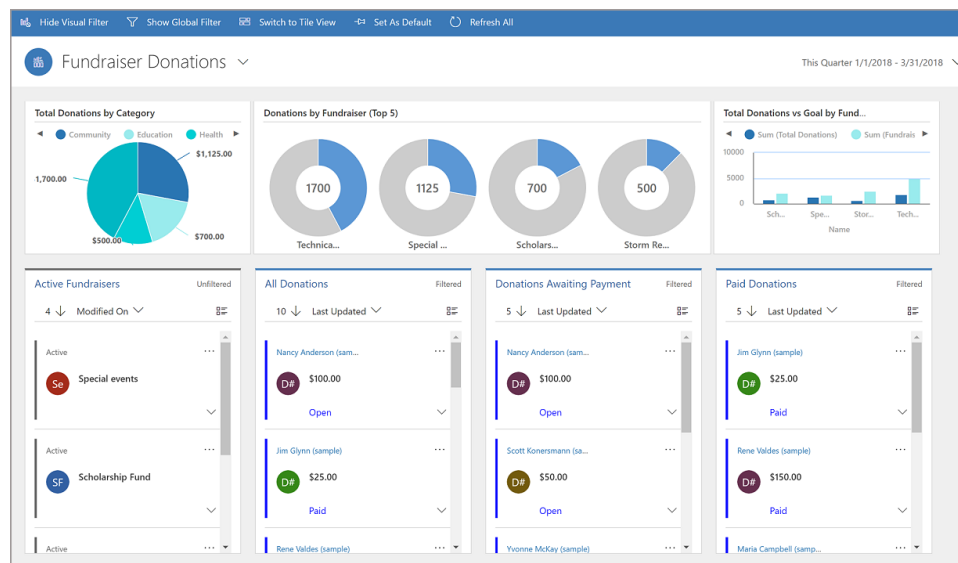 Hide Visual Filter Show Global Filter Switch to Tile View Set As Default Refresh All
Fundraiser Donations
This Quarter 1/1/2018 - 3/31/2018
Total Donations by Category
Community Education Health
$1,125.00
1,700.00
$700.00
$500.00
Donations by Fundraiser (Top 5)
1700 1125 700 500
Technica... Special ... Scholars... Storm Re...
Total Donations vs Goal by Fund...
Sum (Total Donations) Sum (Fundrais
10000
5000
0
Sch... Spe... Stor... Tech...
Name
Active Fundraisers Unfiltered
4 Modified On
Active ...
Se Special events
Active ...
SF Scholarship Fund
Active ...
All Donations Filtered
10 Last Updated
Nancy Anderson (sam... ...
D# $100.00
Open
Jim Glynn (sample) ...
D# $25.00
Paid
Rene Valdes (sample) ...
Donations Awaiting Payment Filtered
5 Last Updated
Nancy Anderson (sam... ...
D# $100.00
Open
Scott Konersmann (sa... ...
D# $50.00
Open
Yvonne McKay (sample) ...
Paid Donations Filtered
5 Last Updated
Jim Glynn (sample) ...
D# $25.00
Paid
Rene Valdes (sample) ...
D# $150.00
Paid
Maria Campbell (samp... ...